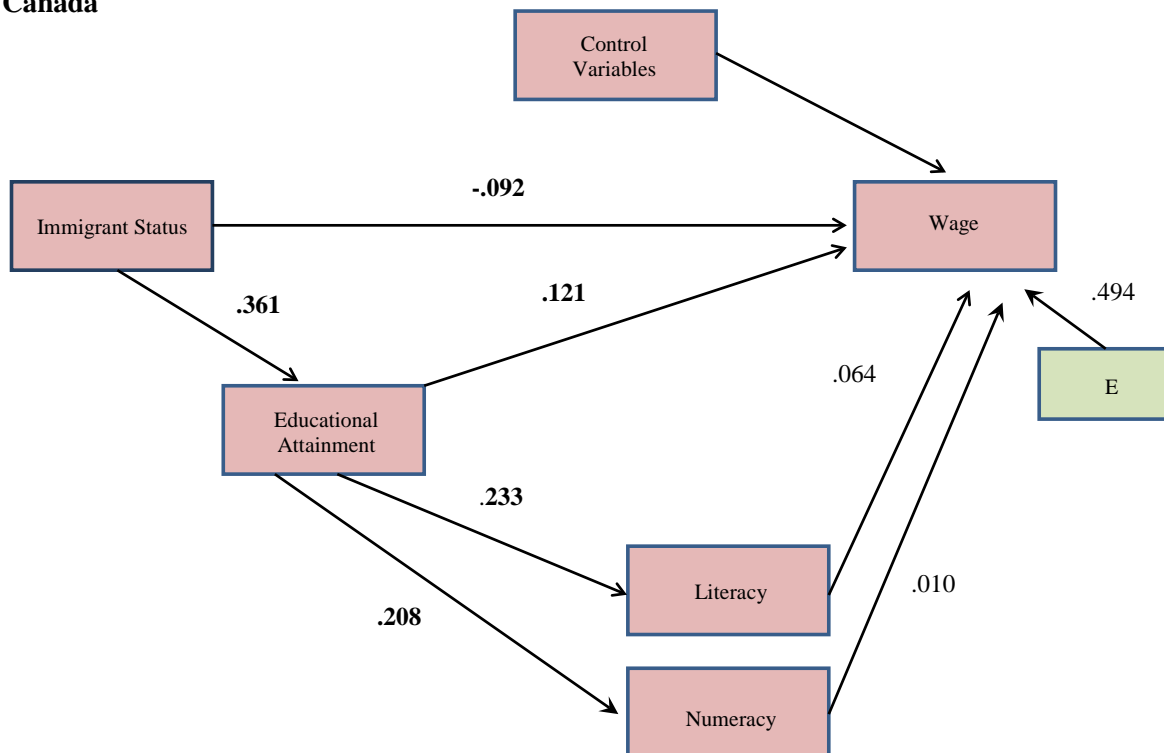 Canada
Control
Variables
-.092
Immigrant Status
Wage
.361
.121
.494
.064
E
Educational
Attainment
.233
.010
Literacy
.208
Numeracy